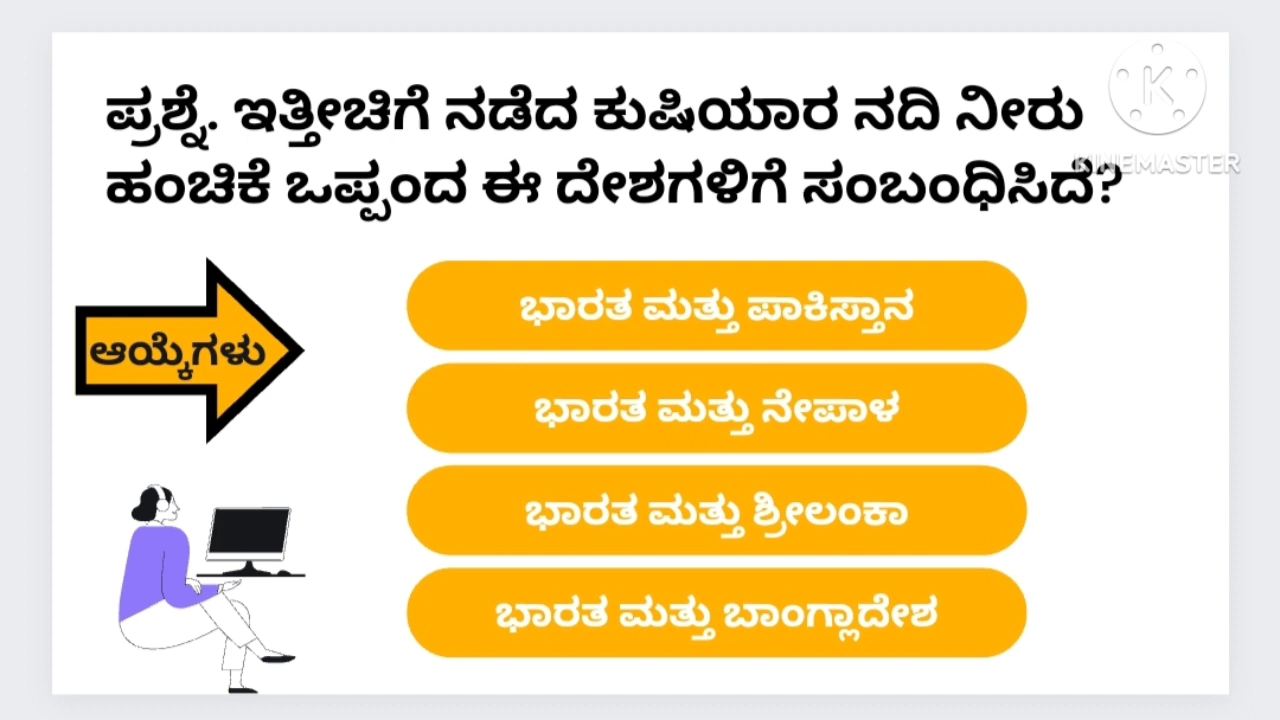 ಪ್ರಶ್ನೆ. ಇತ್ತೀಚಿಗೆ ನಡೆದ ಕುಷಿಯಾರ ನದಿ ನೀರು
ಹಂಚಿಕೆ ಒಪ್ಪಂದ ಈ ದೇಶಗಳಿಗೆ ಸಂಬಂಧಿಸಿದೆ?
KINEMASTER
ಆಯ್ಕೆಗಳು
ಭಾರತ ಮತ್ತು ಪಾಕಿಸ್ತಾನ
ಭಾರತ ಮತ್ತು ನೇಪಾಳ
ಭಾರತ ಮತ್ತು ಶ್ರೀಲಂಕಾ
ಭಾರತ ಮತ್ತು ಬಾಂಗ್ಲಾದೇಶ